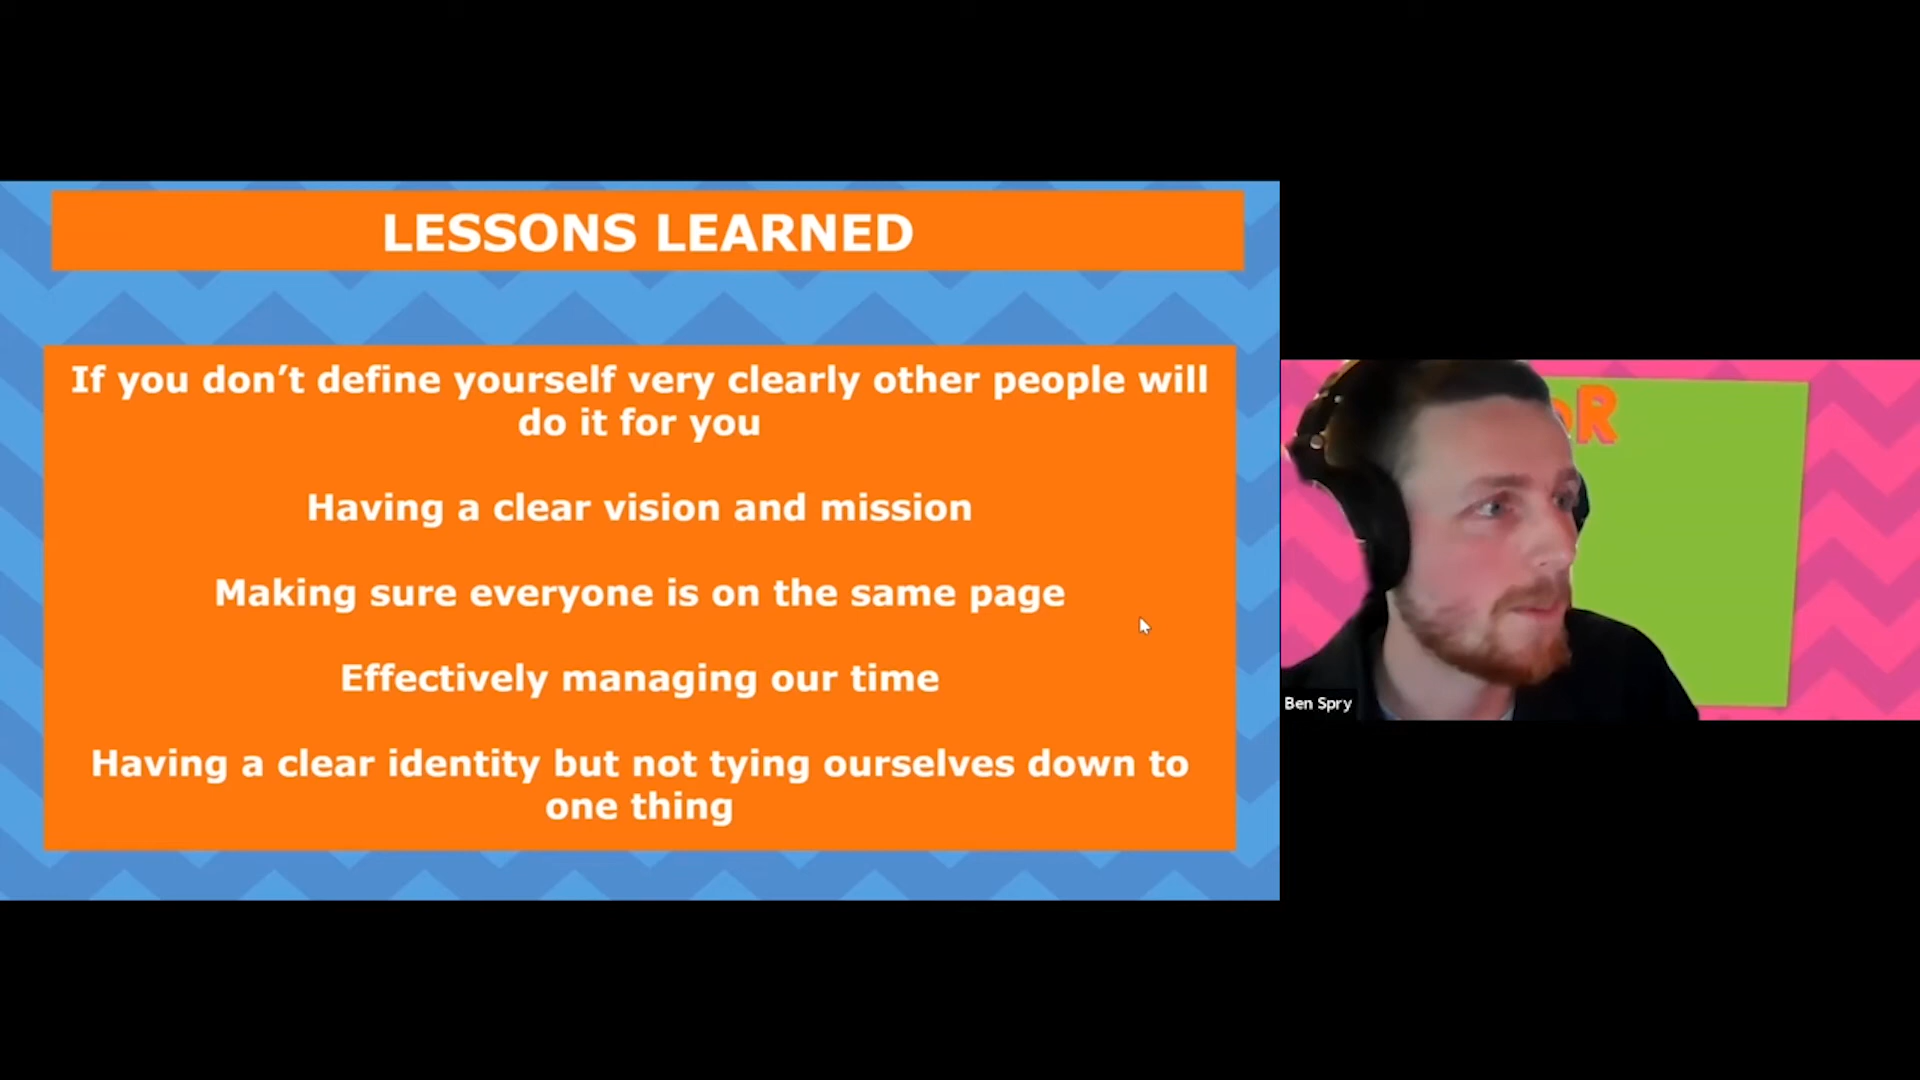 LESSONS LEARNED
If you don’t define yourself very clearly other people will
do it for you
Having a clear vision and mission
Making sure everyone is on the same page
Effectively managing our time
Having a clear identity but not tying ourselves down to
one thing
R
Ben Spry